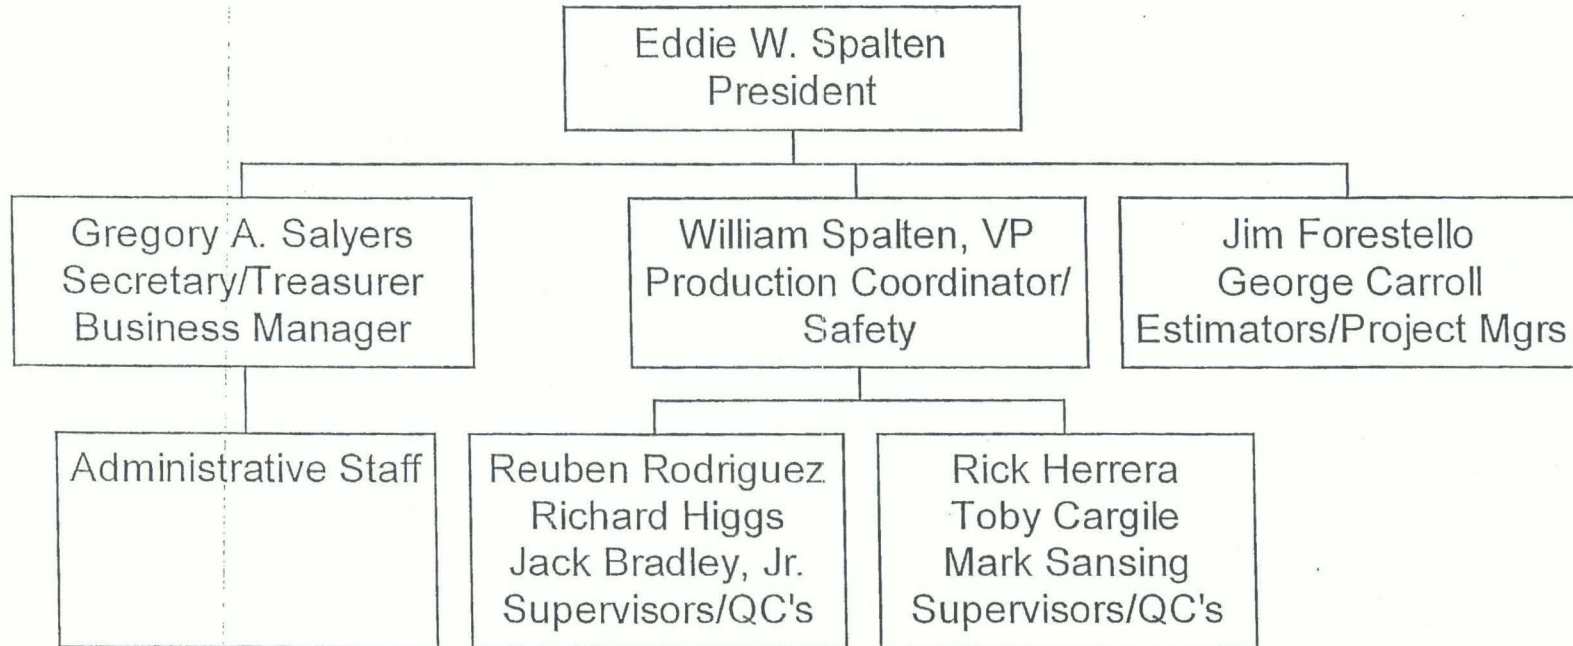 Eddie W. Spalten
President
Gregory A. Salyers
Secretary/Treasurer
Business Manager
William Spalten, VP
Production Coordinator/
Safety
Jim Forestello
George Carroll
Estimators/Project Mgrs
Administrative Staff
Reuben Rodriguez
Richard Higgs
Jack Bradley, Jr.
Supervisors/QC's
Rick Herrera
Toby Cargile
Mark Sansing
Supervisors/QC's